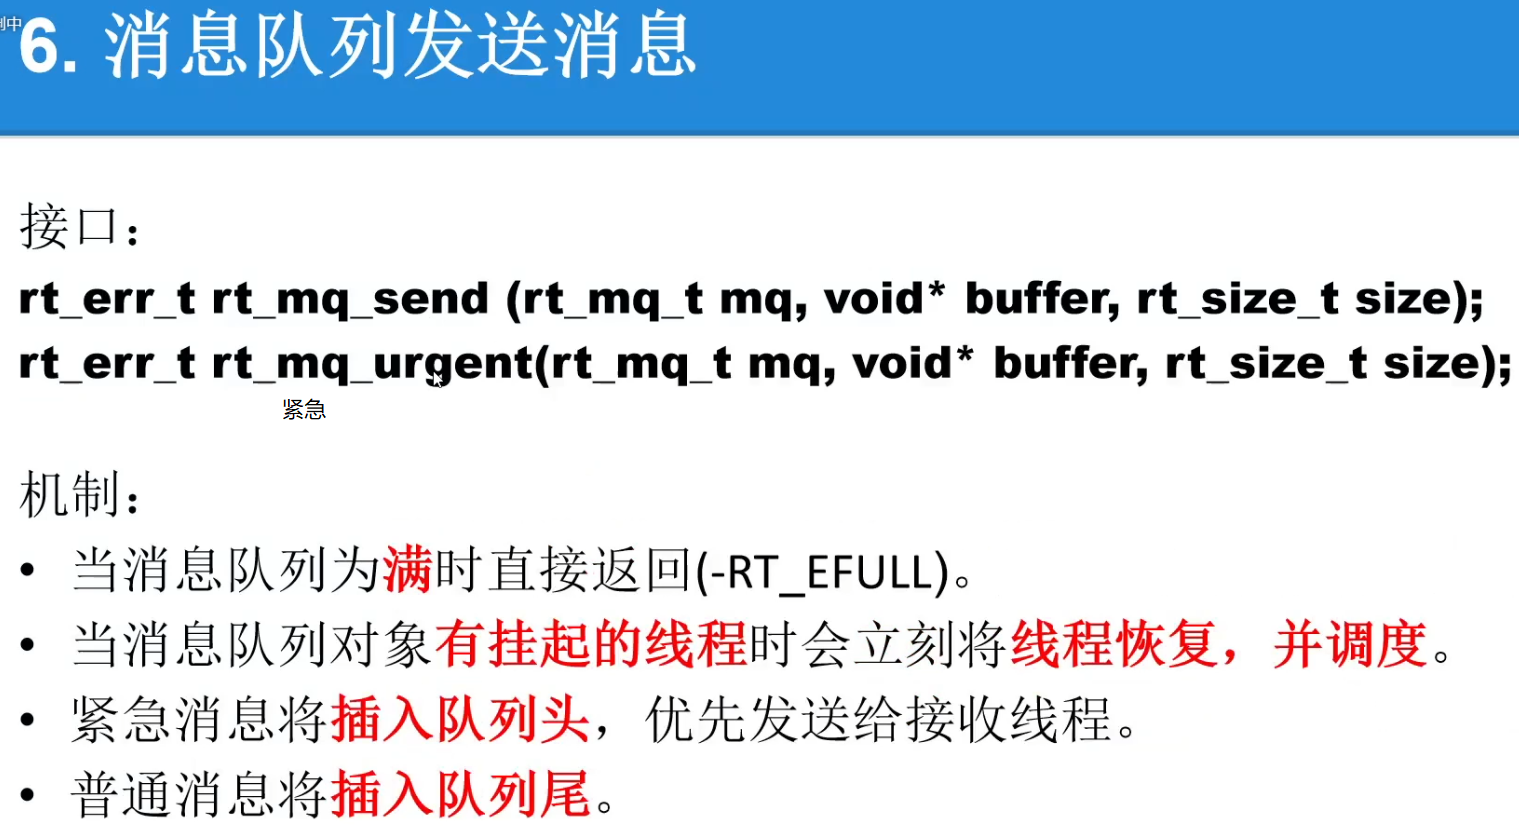 制中
6. 消息队列发送消息
接口：
rt_err_t rt_mq_send (rt_mq_t mq, void* buffer, rt_size_t size);
rt_err_t rt_mq_urgent(rt_mq_t mq, void* buffer, rt_size_t size);
紧急
机制：
• 当消息队列为满时直接返回(-RT_EFULL)。
• 当消息队列对象有挂起的线程时会立刻将线程恢复，并调度。
• 紧急消息将插入队列头，优先发送给接收线程。
• 普通消息将插入队列尾。